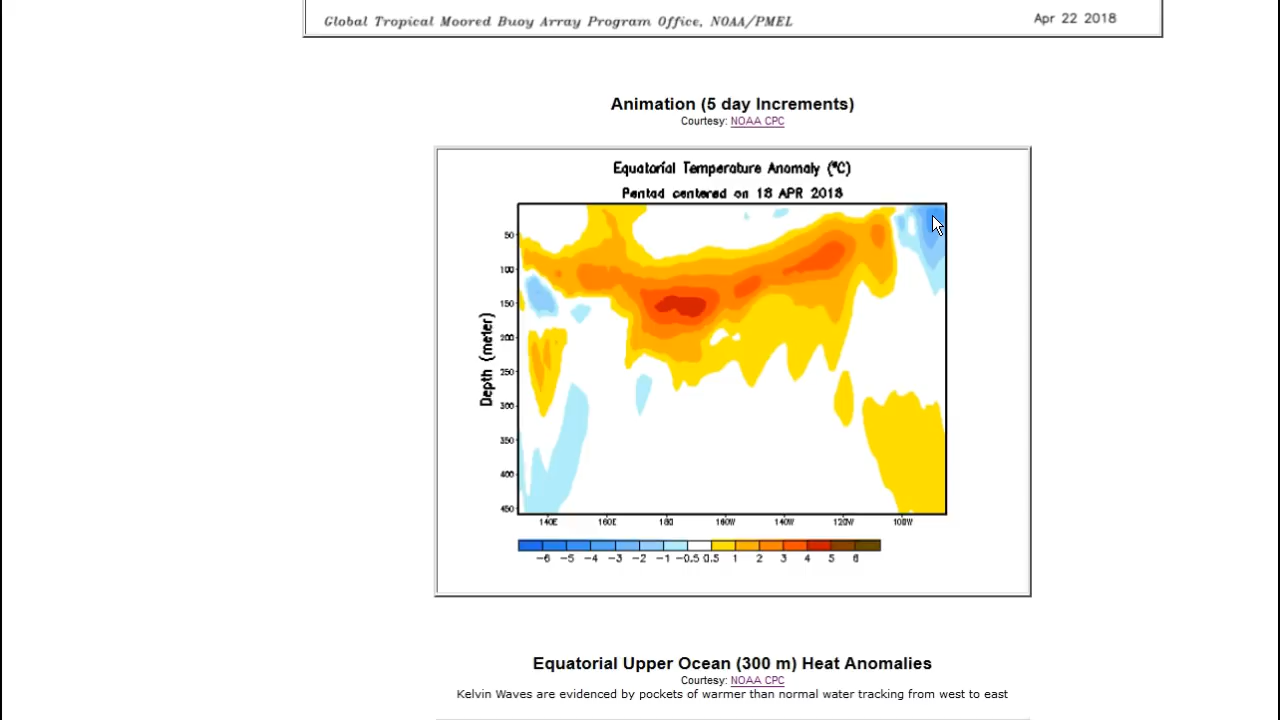 Global Tropical Moored Buoy Array Program Office, NOAA/PMEL
Apr 22 2018
Animation (5 day Increments)
Courtesy: NOAA CPC
Equatorial Temperature Anomaly (°C)
Pentad centered on 18 APR 2018
Depth (meter)
50
100
150
200
250
300
350
400
450
140E 160E 180 160W 140W 120W 100W
-6 -5 -4 -3 -2 -1 -0.5 0.5 1 2 3 4 5 6
Equatorial Upper Ocean (300 m) Heat Anomalies
Courtesy: NOAA CPC
Kelvin Waves are evidenced by pockets of warmer than normal water tracking from west to east